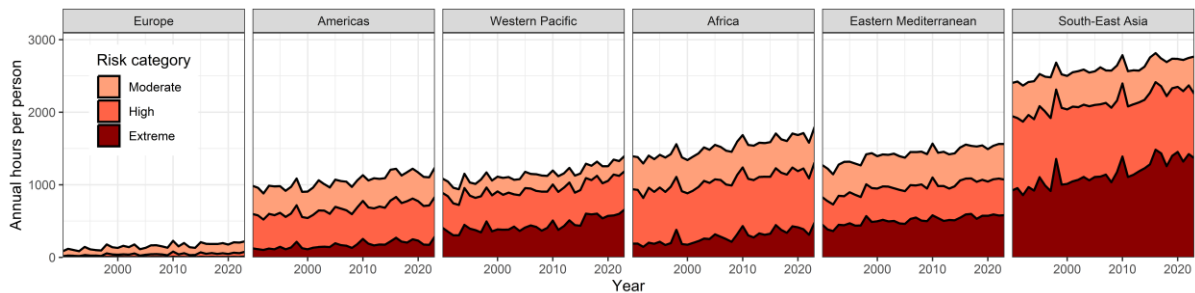 Europe
Americas
Western Pacific
Africa
Eastern Mediterranean
South-East Asia
Annual hours per person
3000
2000
1000
0
Risk category
Moderate
High
Extreme
2000 2010 2020
2000 2010 2020
2000 2010 2020
2000 2010 2020
2000 2010 2020
2000 2010 2020
Year